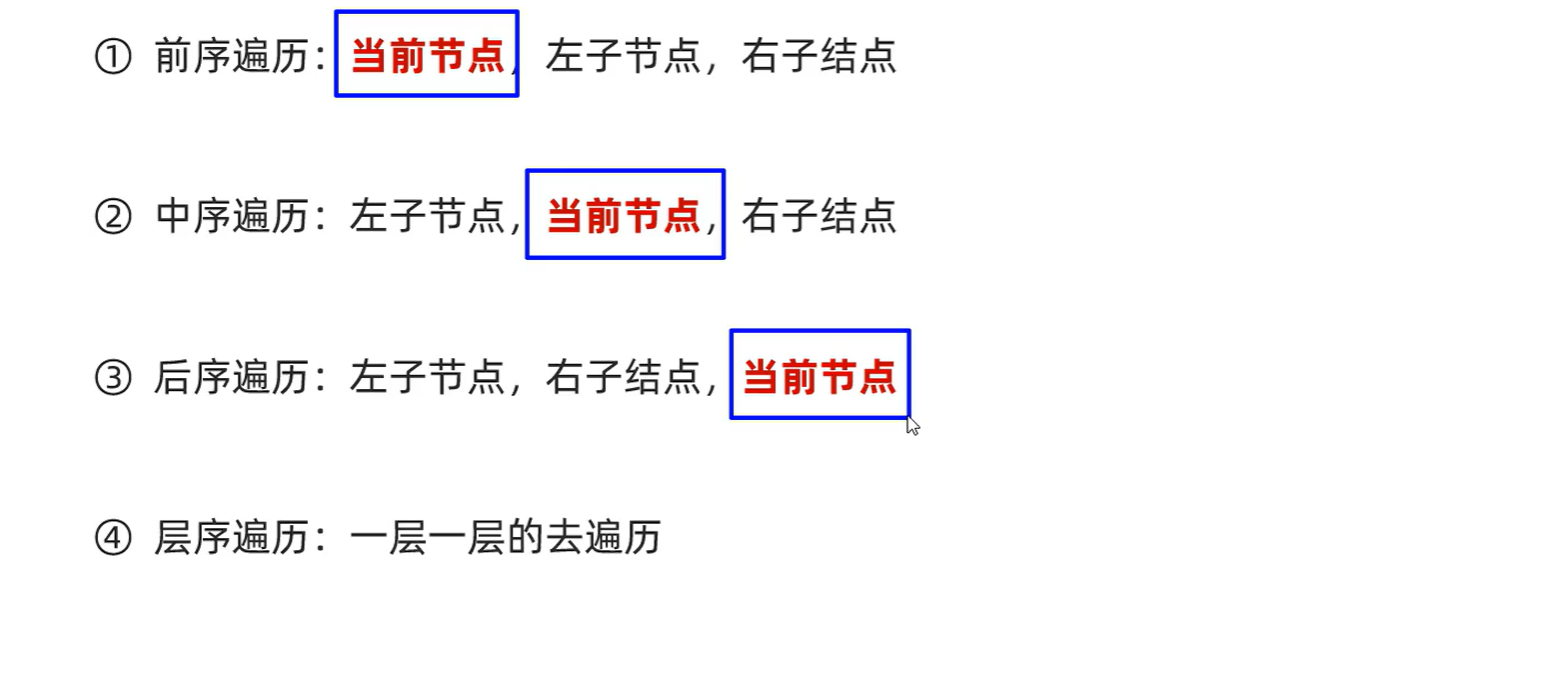 ① 前序遍历：当前节点，左子节点，右子结点
② 中序遍历：左子节点，当前节点，右子结点
③ 后序遍历：左子节点，右子结点，当前节点
④ 层序遍历：一层一层的去遍历